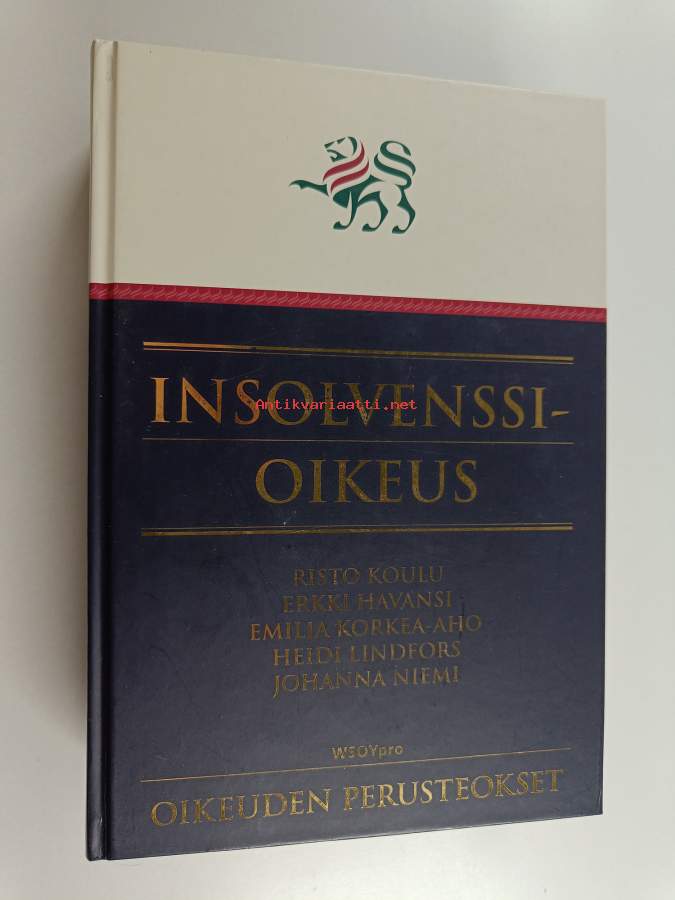 INSOLVENSSI-
Antikvariaatti.net
OIKEUS
RISTO KOULU
ERKKI HAVANSI
EMILIA KORKEA-AHO
HEIDI LINDFORS
JOHANNA NIEMI
WSOYpro
OIKEUDEN PERUSTEOKSET